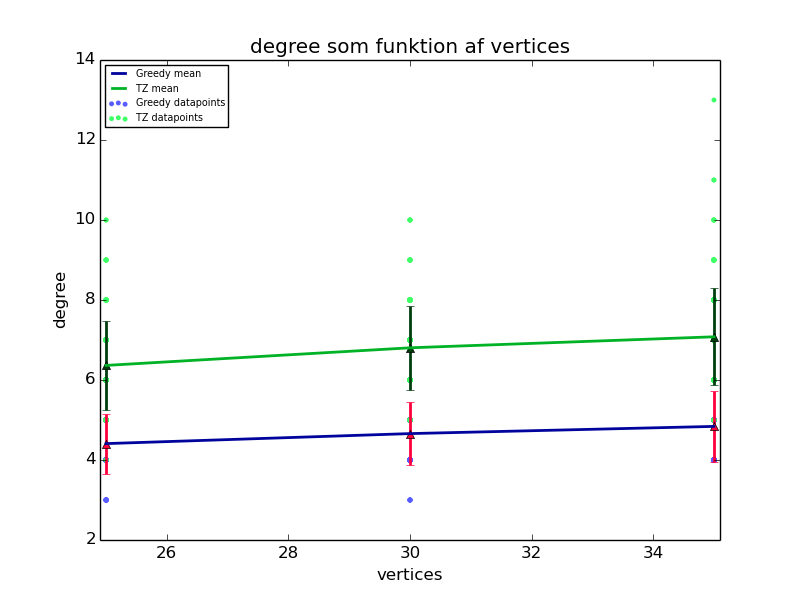 degree som funktion af vertices
14
12
10
8
6
4
2
degree
Greedy mean
TZ mean
Greedy datapoints
TZ datapoints
26 28 30 32 34
vertices